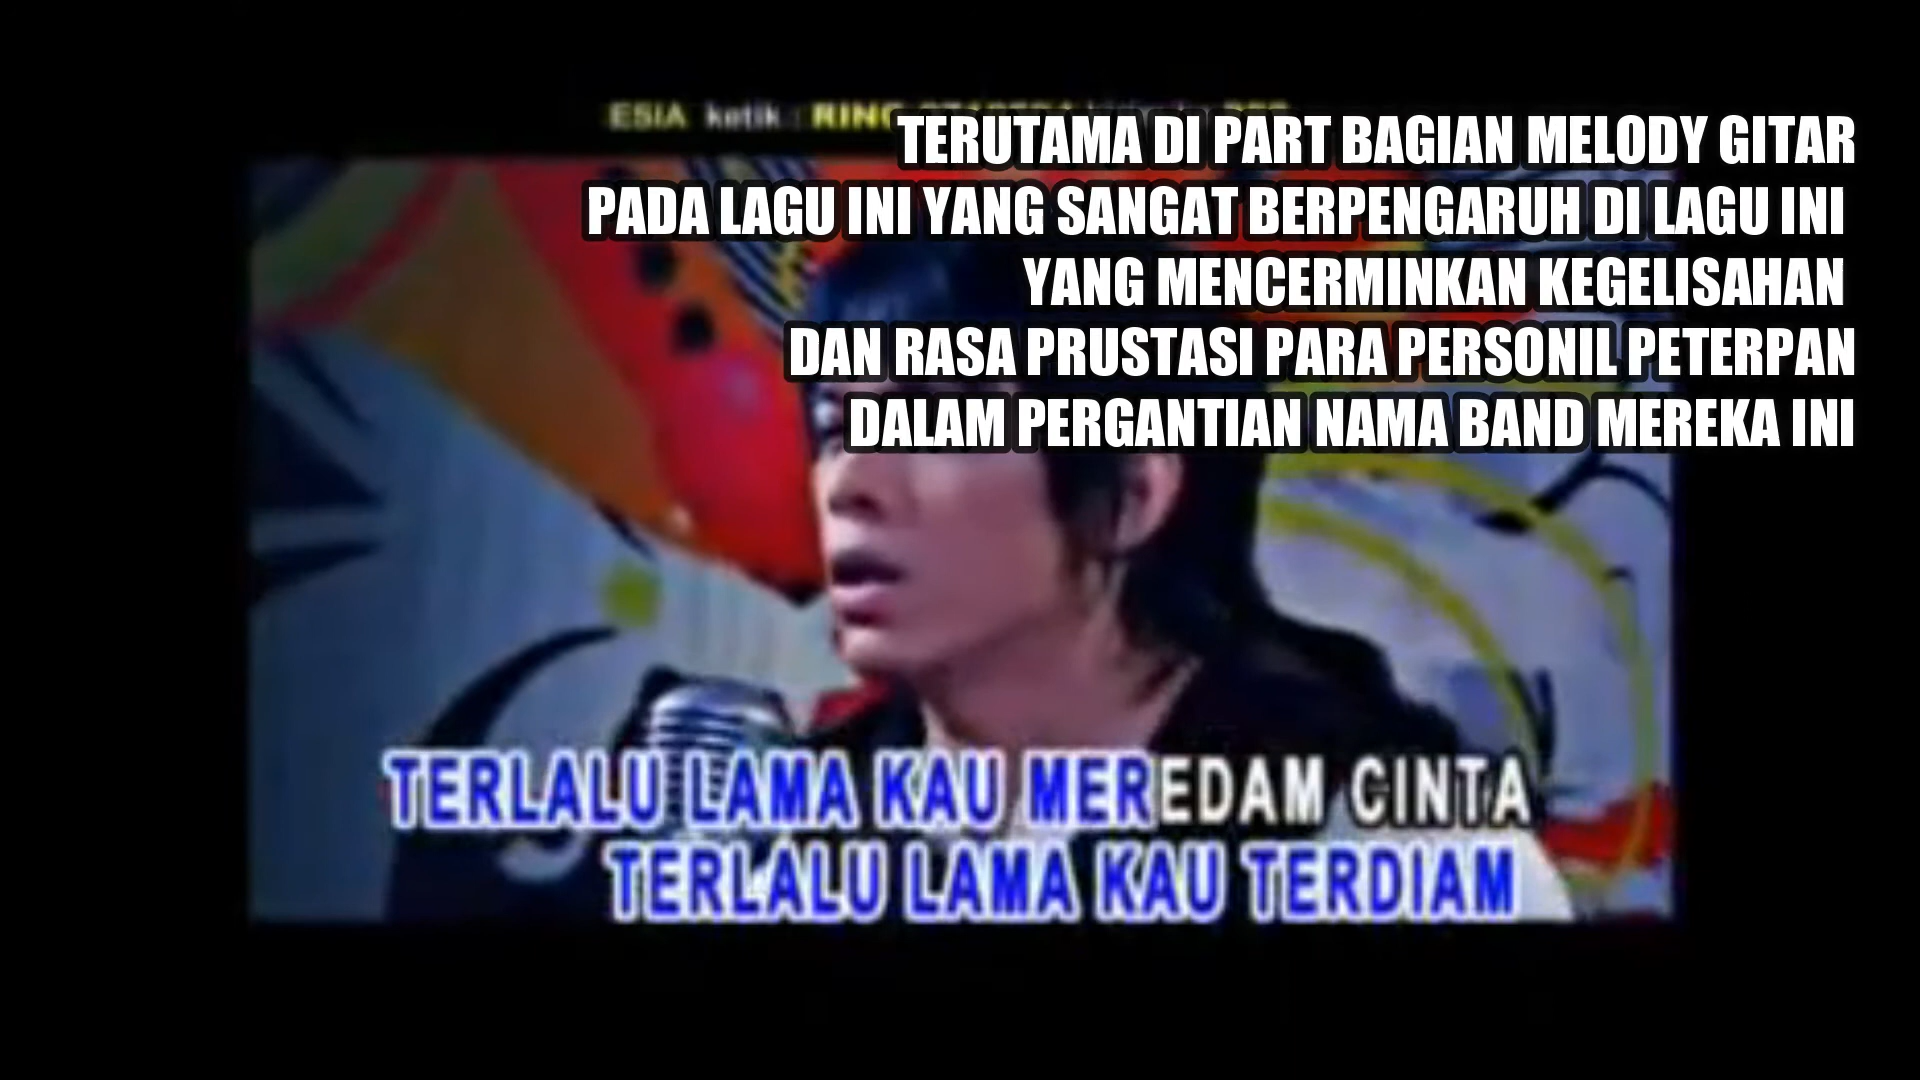 ESIA ketik : RING
TERUTAMA DI PART BAGIAN MELODY GITAR
PADA LAGU INI YANG SANGAT BERPENGARUH DI LAGU INI
YANG MENCERMINKAN KEGELISAHAN
DAN RASA PRUSTASI PARA PERSONIL PETERPAN
DALAM PERGANTIAN NAMA BAND MEREKA INI
TERLALU LAMA KAU MEREDAM CINTA
TERLALU LAMA KAU TERDIAM